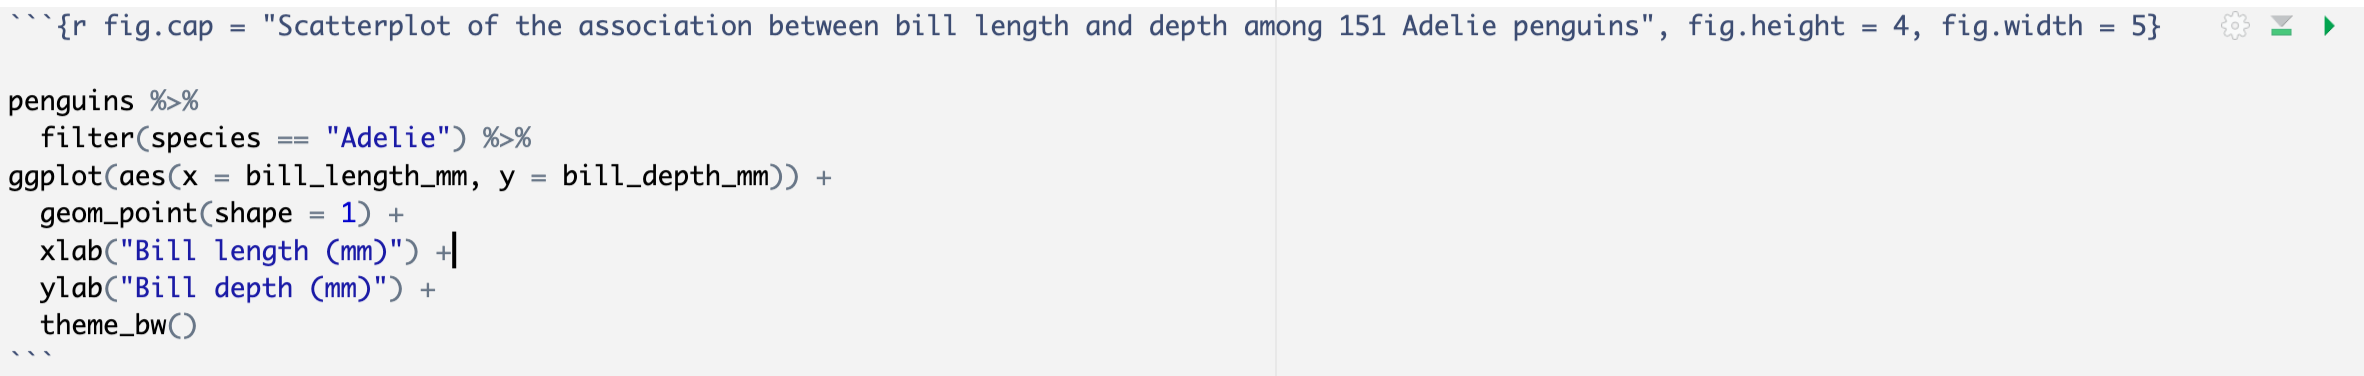 ```{r fig.cap = "Scatterplot of the association between bill length and depth among 151 Adelie penguins", fig.height = 4, fig.width = 5}
penguins %>%
  filter(species == "Adelie") %>%
ggplot(aes(x = bill_length_mm, y = bill_depth_mm)) +
  geom_point(shape = 1) +
  xlab("Bill length (mm)") +
  ylab("Bill depth (mm)") +
  theme_bw()
```